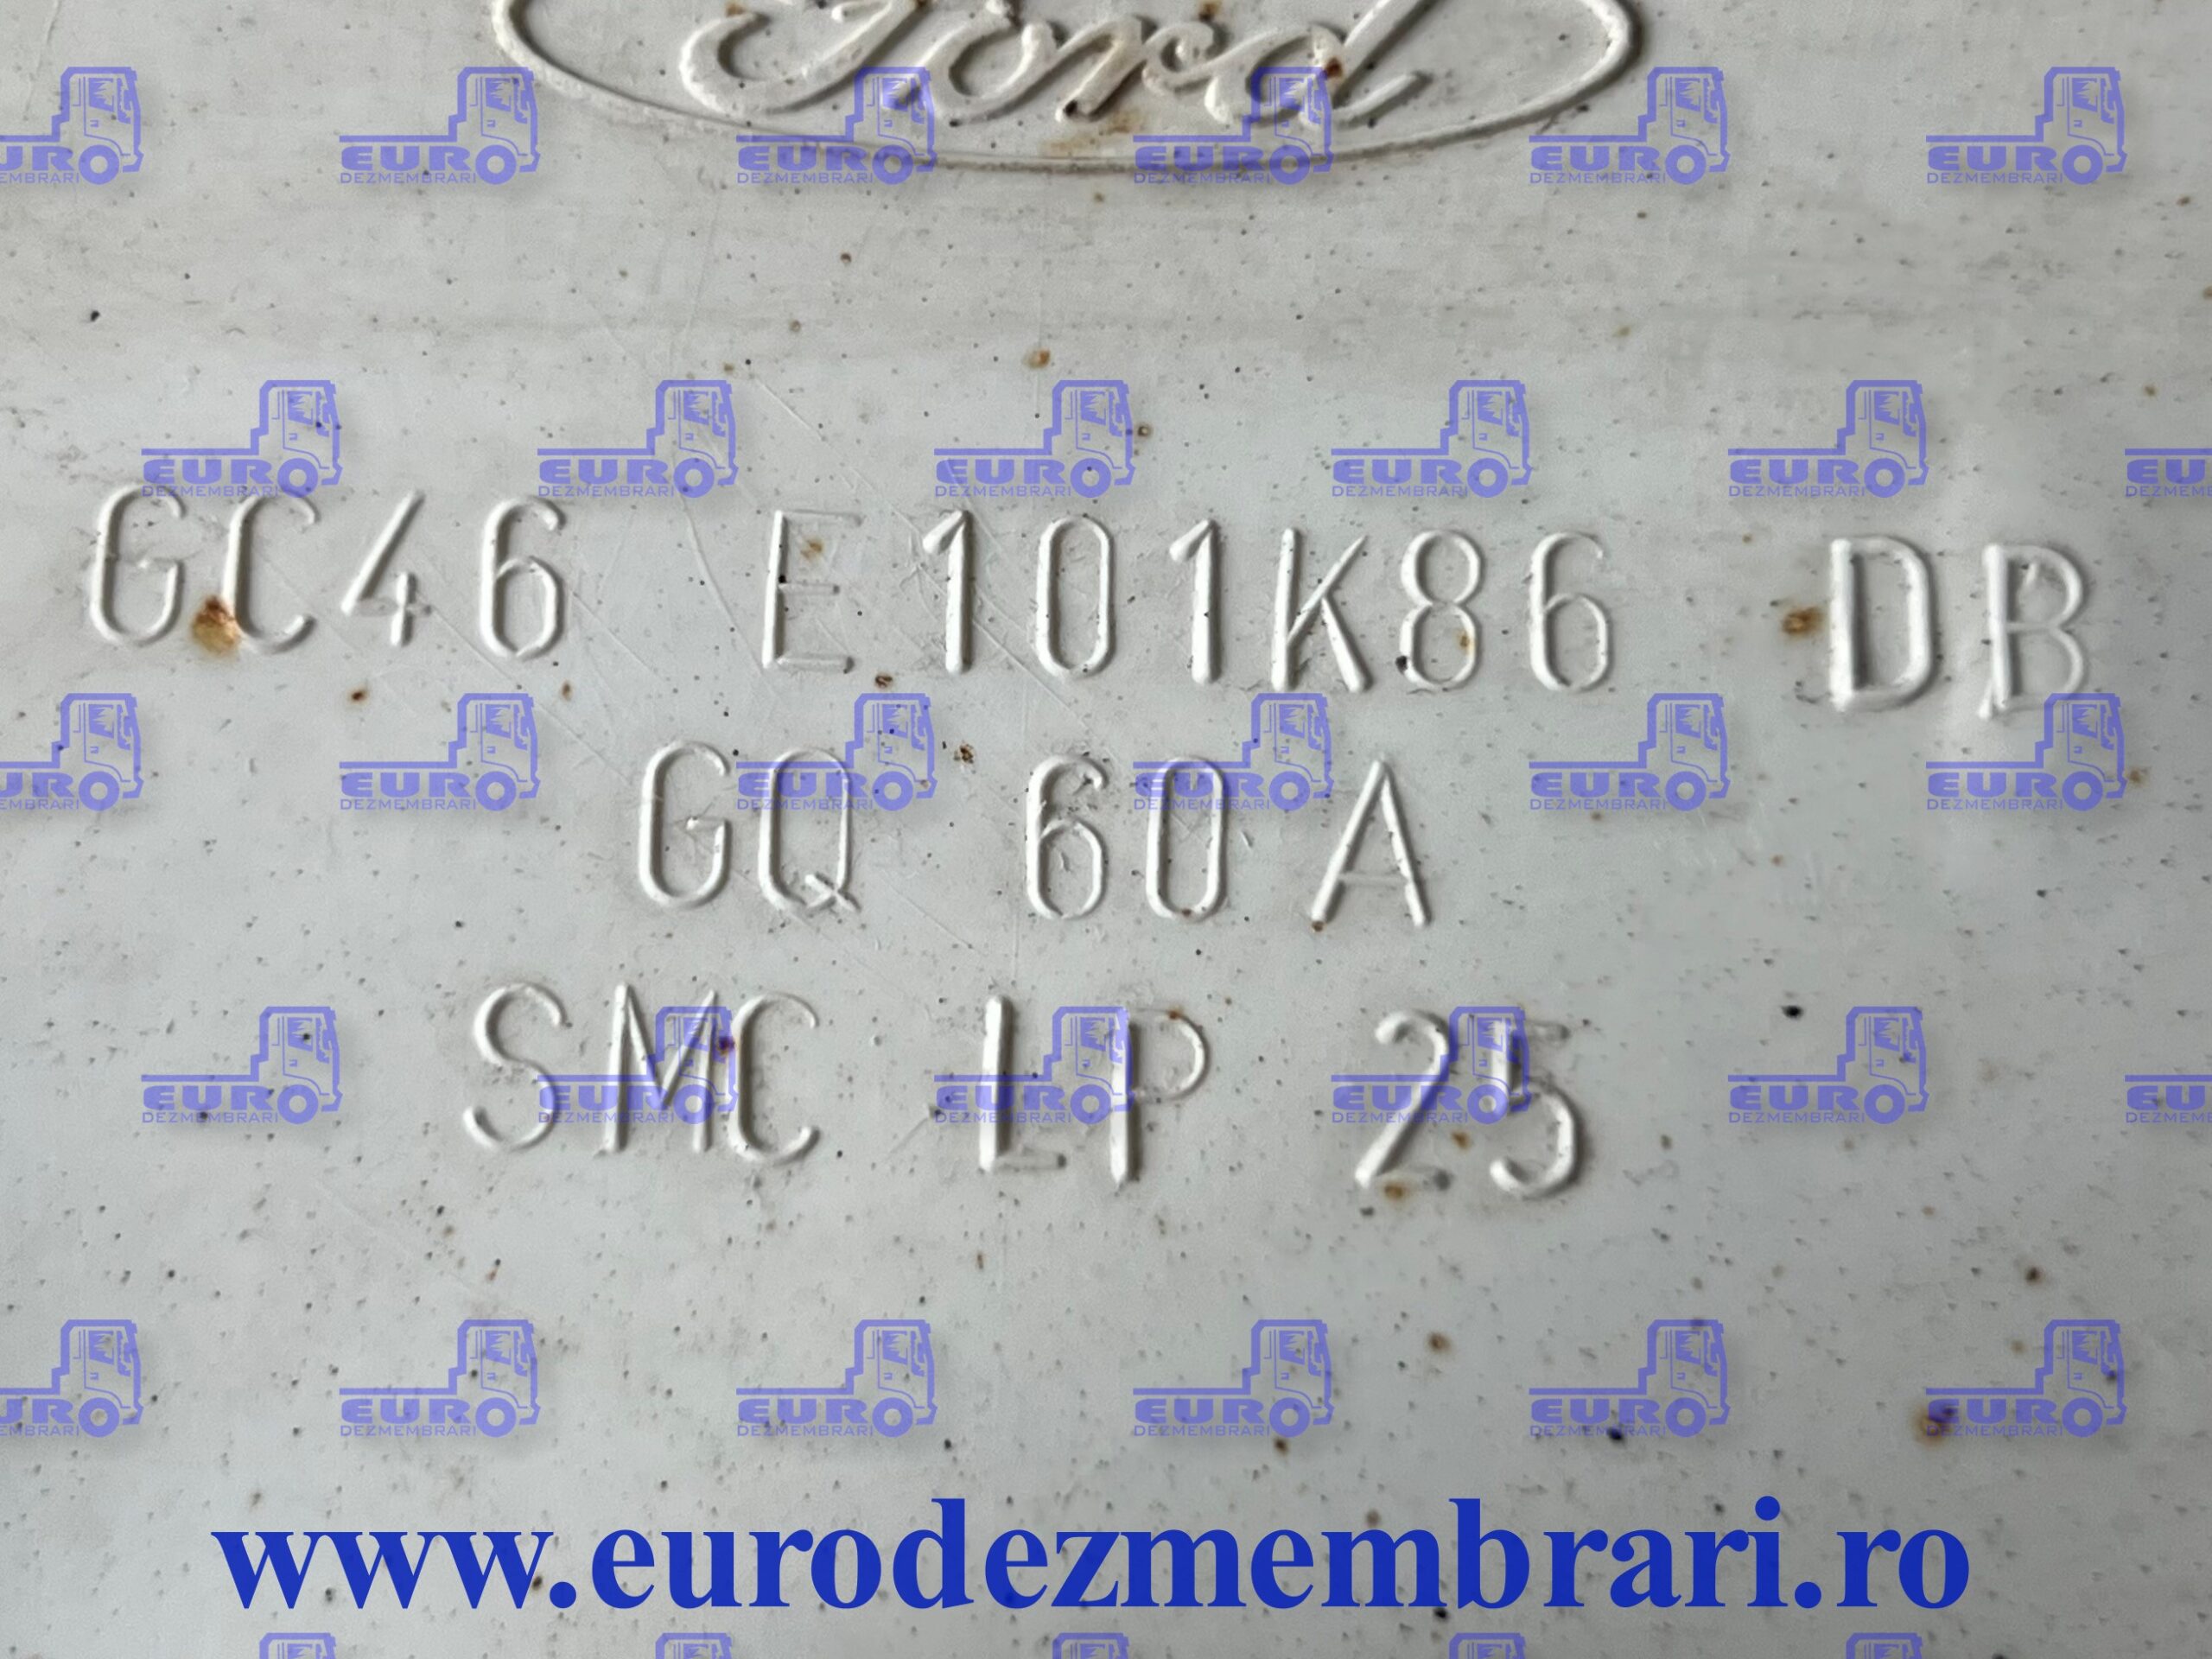 Ford
GC46 E101K86 DB
GQ 60 A
SMC LP 25
www.eurodezmembrari.ro
EURO
DEZMEMBRARI